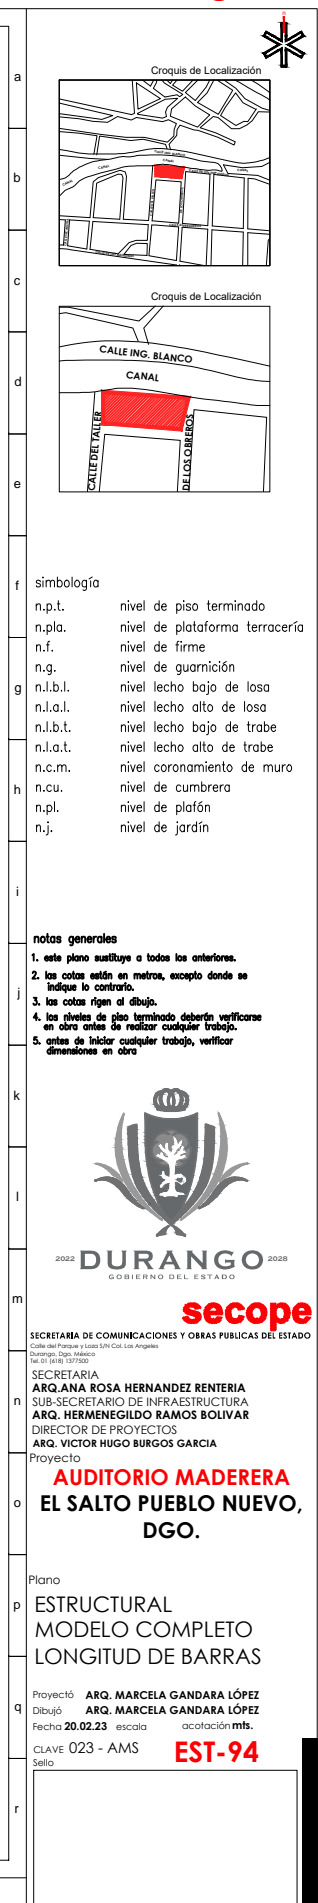 a
Croquis de Localización
b
CANAL
CANAL
c
Croquis de Localización
d
CALLE ING. BLANCO
CANAL
CALLE DEL TALLER
DE LOS OBREROS
e
f
simbología
n.p.t. nivel de piso terminado
n.pla. nivel de plataforma terracería
n.f. nivel de firme
n.g. nivel de guarnición
g
n.l.b.l. nivel lecho bajo de losa
n.l.a.l. nivel lecho alto de losa
n.l.b.t. nivel lecho bajo de trabe
n.l.a.t. nivel lecho alto de trabe
n.c.m. nivel coronamiento de muro
h
n.cu. nivel de cumbrera
n.pl. nivel de plafón
n.j. nivel de jardín
i
notas generales
1. este plano sustituye a todos los anteriores.
2. las cotas están en metros, excepto donde se
indique lo contrario.
j
3. las cotas rigen al dibujo.
4. los niveles de piso terminado deberán verificarse
en obra antes de realizar cualquier trabajo.
5. antes de iniciar cualquier trabajo, verificar
dimensiones en obra
k
l
2022 DURANGO 2028
GOBIERNO DEL ESTADO
m
secope
SECRETARIA DE COMUNICACIONES Y OBRAS PUBLICAS DEL ESTADO
Calle del Parque y Loza S/N Col. Los Angeles
Durango, Dgo. México
Tel. 01 (618) 1377500
SECRETARIA
ARQ.ANA ROSA HERNANDEZ RENTERIA
n
SUB-SECRETARIO DE INFRAESTRUCTURA
ARQ. HERMENEGILDO RAMOS BOLIVAR
DIRECTOR DE PROYECTOS
ARQ. VICTOR HUGO BURGOS GARCIA
Proyecto
AUDITORIO MADERERA
o
EL SALTO PUEBLO NUEVO,
DGO.
Plano
p
ESTRUCTURAL
MODELO COMPLETO
LONGITUD DE BARRAS
Proyectó ARQ. MARCELA GANDARA LÓPEZ
q
Dibujó ARQ. MARCELA GANDARA LÓPEZ
Fecha 20.02.23 escala acotación mts.
CLAVE 023 - AMS EST-94
Sello
r